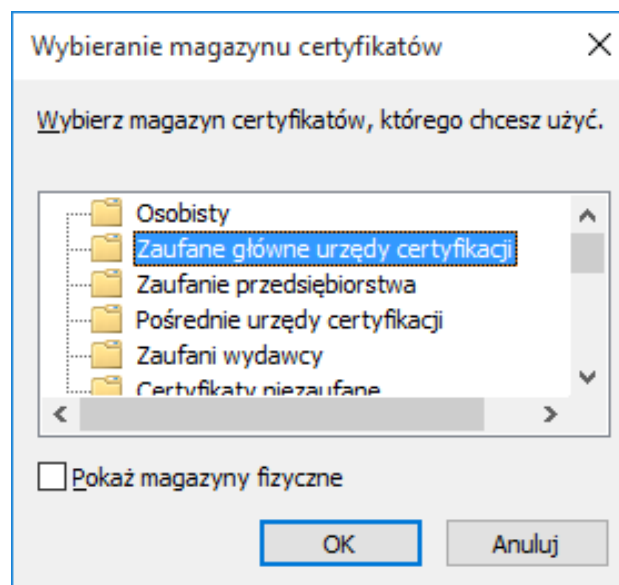 Wybieranie magazynu certyfikatów
Wybierz magazyn certyfikatów, którego chcesz użyć.
Osobisty
Zaufane główne urzędy certyfikacji
Zaufanie przedsiębiorstwa
Pośrednie urzędy certyfikacji
Zaufani wydawcy
Certyfikaty niezaufane
Pokaż magazyny fizyczne
OK
Anuluj